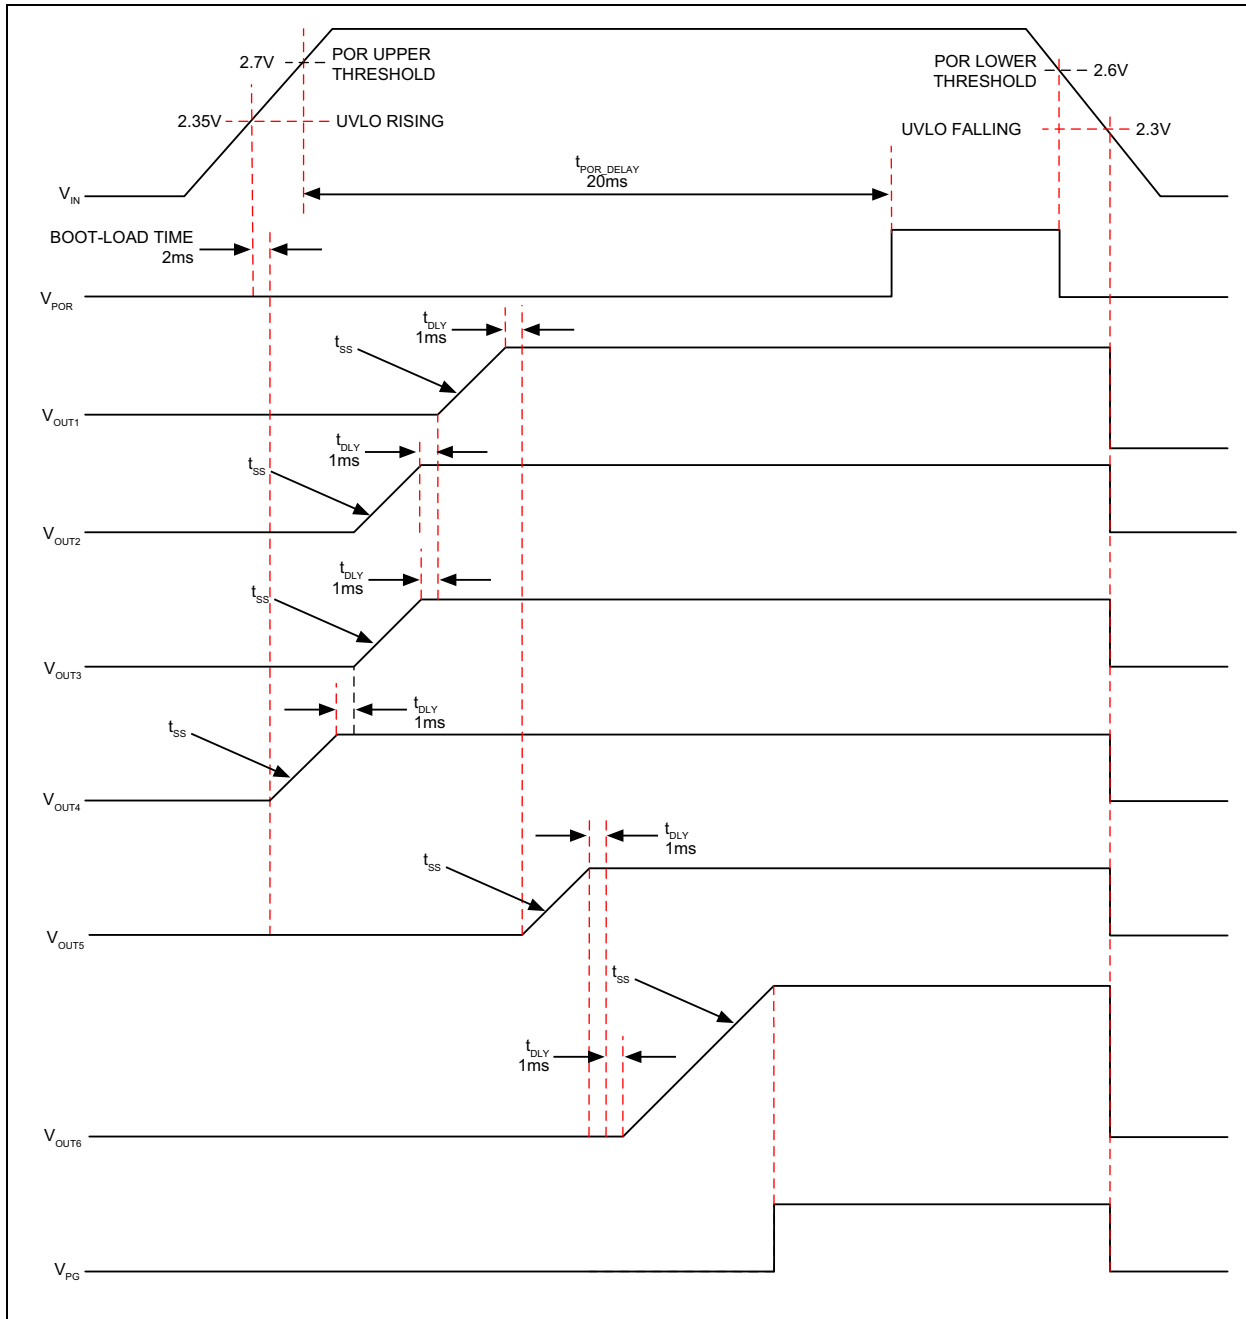 2.7V
POR UPPER
THRESHOLD
POR LOWER
THRESHOLD
2.6V
2.35V
UVLO RISING
UVLO FALLING
2.3V
tPOR_DELAY
20ms
VIN
BOOT-LOAD TIME
2ms
VPOR
tDLY
1ms
tSS
VOUT1
tDLY
1ms
tSS
VOUT2
tDLY
1ms
tSS
VOUT3
tDLY
1ms
tSS
VOUT4
tDLY
1ms
tSS
VOUT5
tSS
tDLY
1ms
VOUT6
VPG